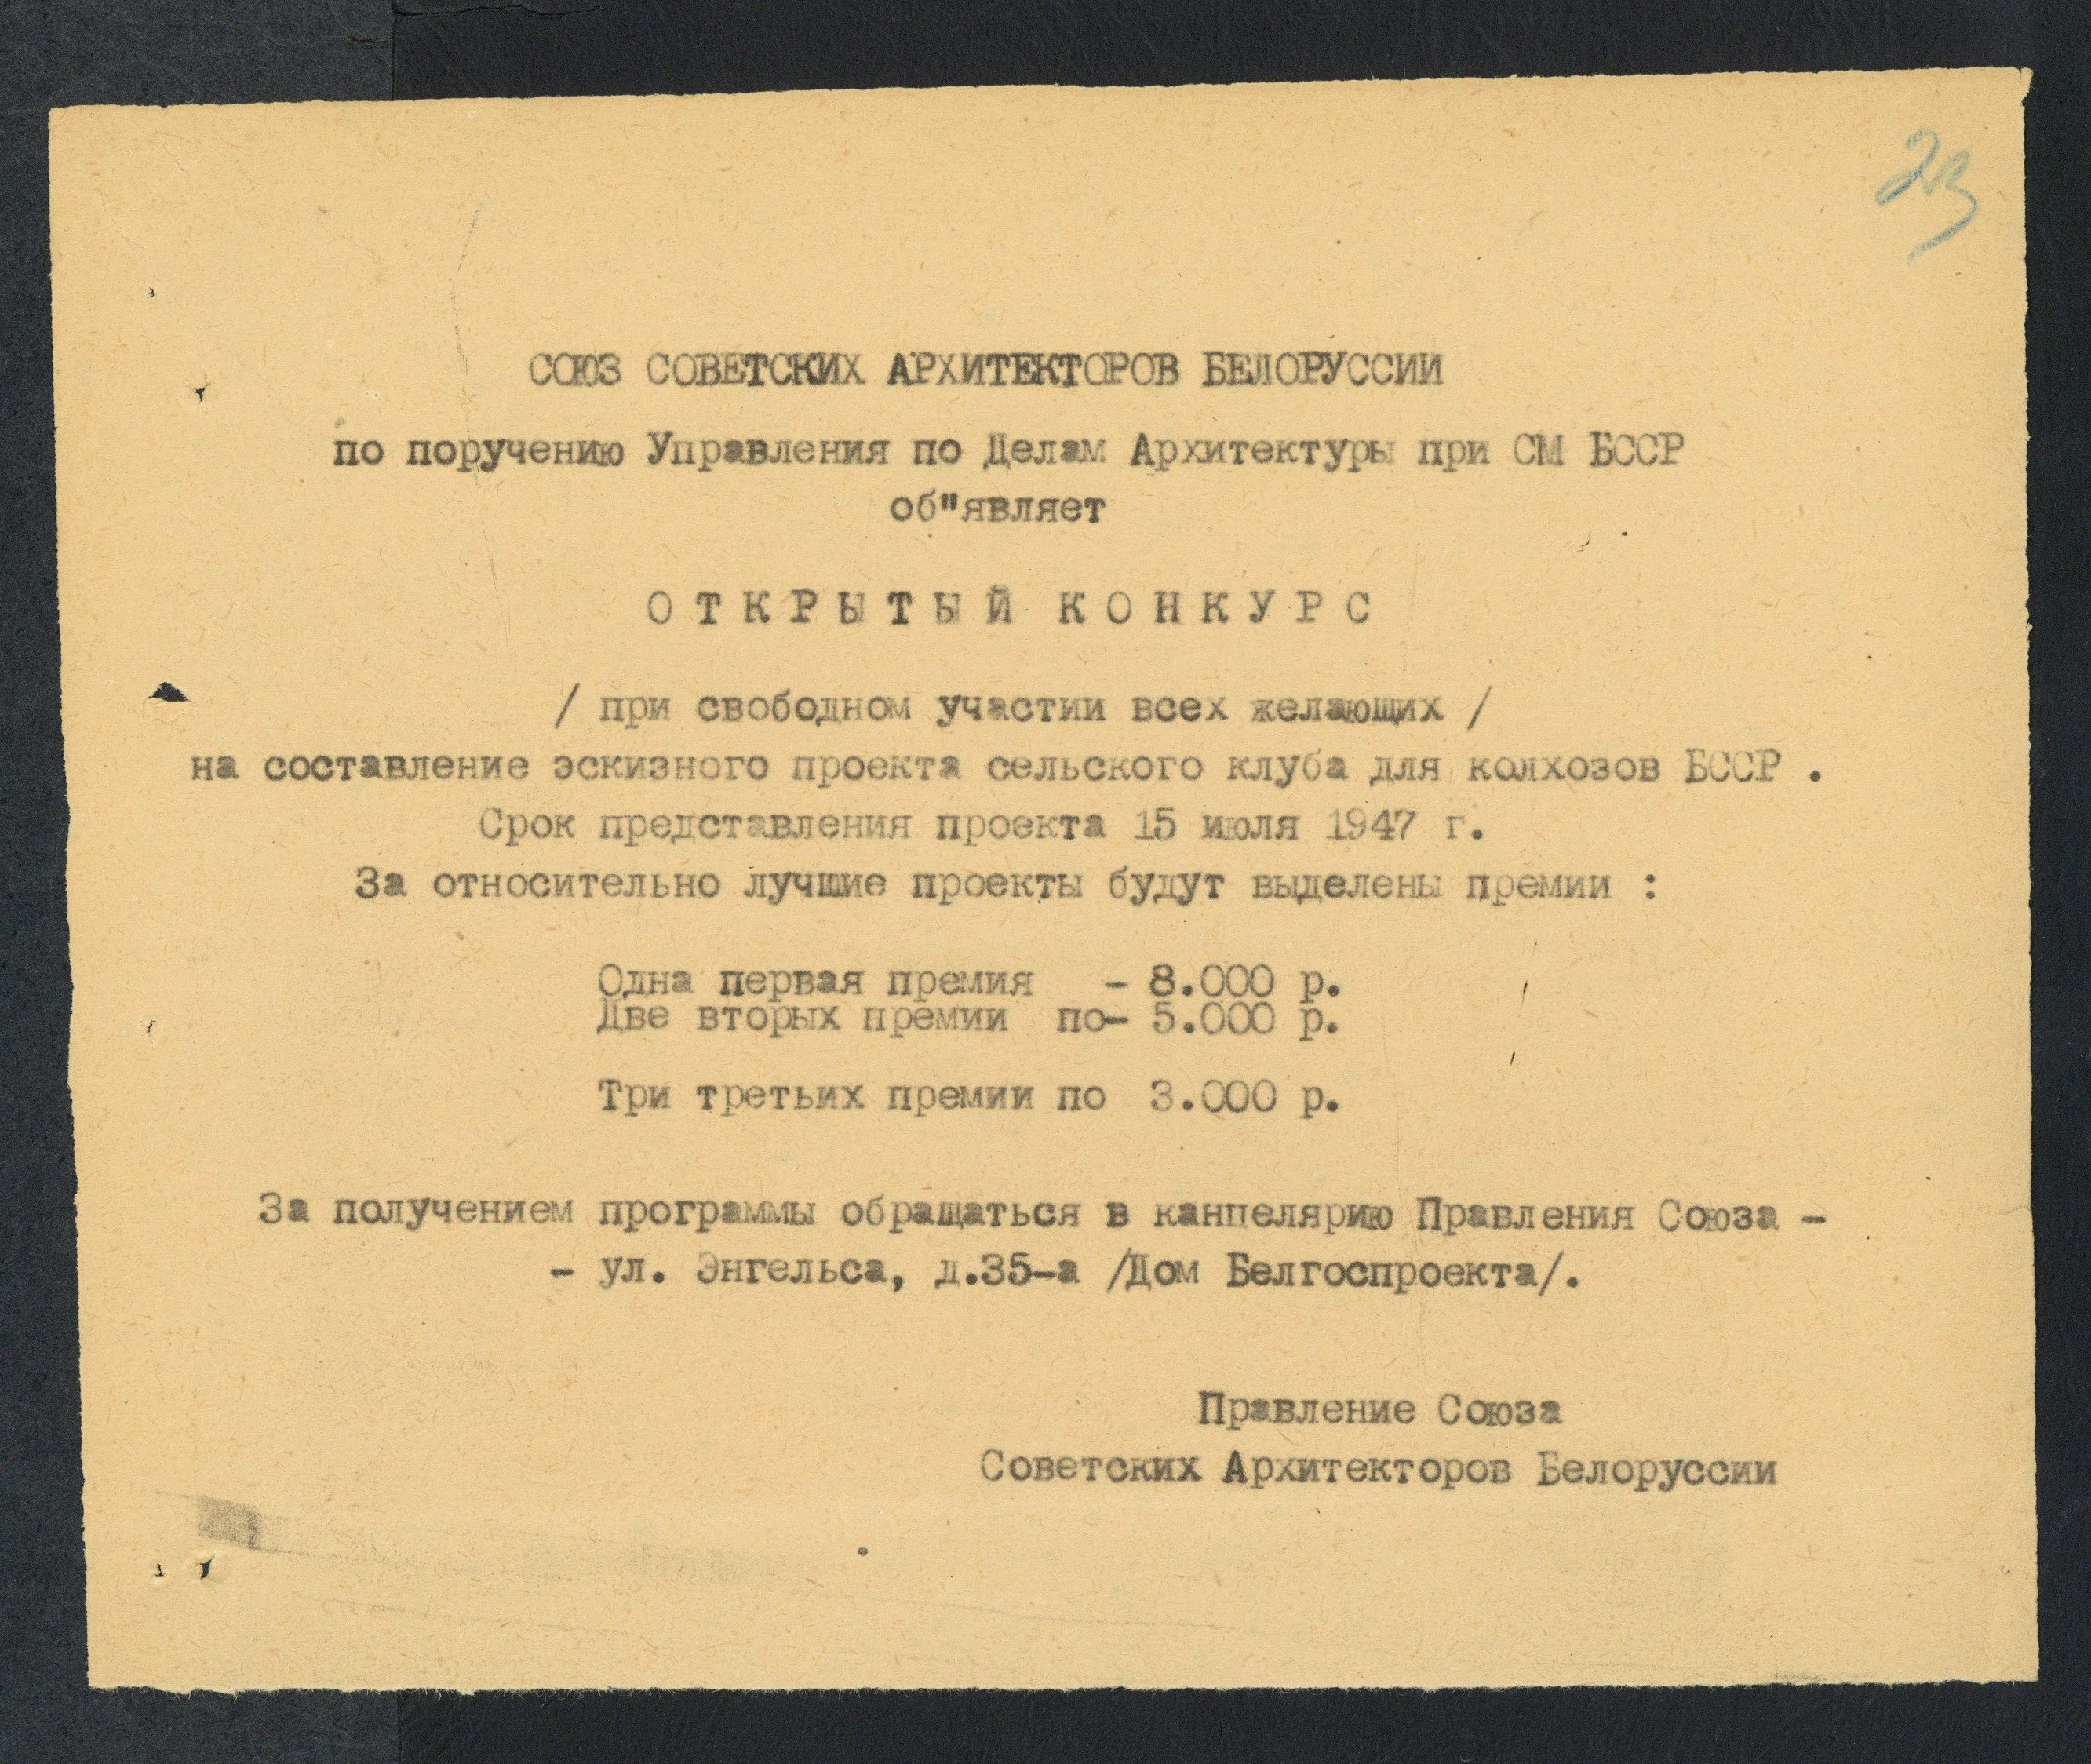 23
СОЮЗ СОВЕТСКИХ АРХИТЕКТОРОВ БЕЛОРУССИИ
по поручению Управления по Делам Архитектуры при СМ БССР
об"являет
О Т К Р Ы Т Ы Й К О Н К У Р С
/ при свободном участии всех желающих /
на составление эскизного проекта сельского клуба для колхозов БССР .
Срок представления проекта 15 июля 1947 г.
За относительно лучшие проекты будут выделены премии :
Одна первая премия - 8.000 р.
Две вторых премии по- 5.000 р.
Три третьих премии по 3.000 р.
За получением программы обращаться в канцелярию Правления Союза -
- ул. Энгельса, д.35-а /Дом Белгоспроекта/.
Правление Союза
Советских Архитекторов Белоруссии